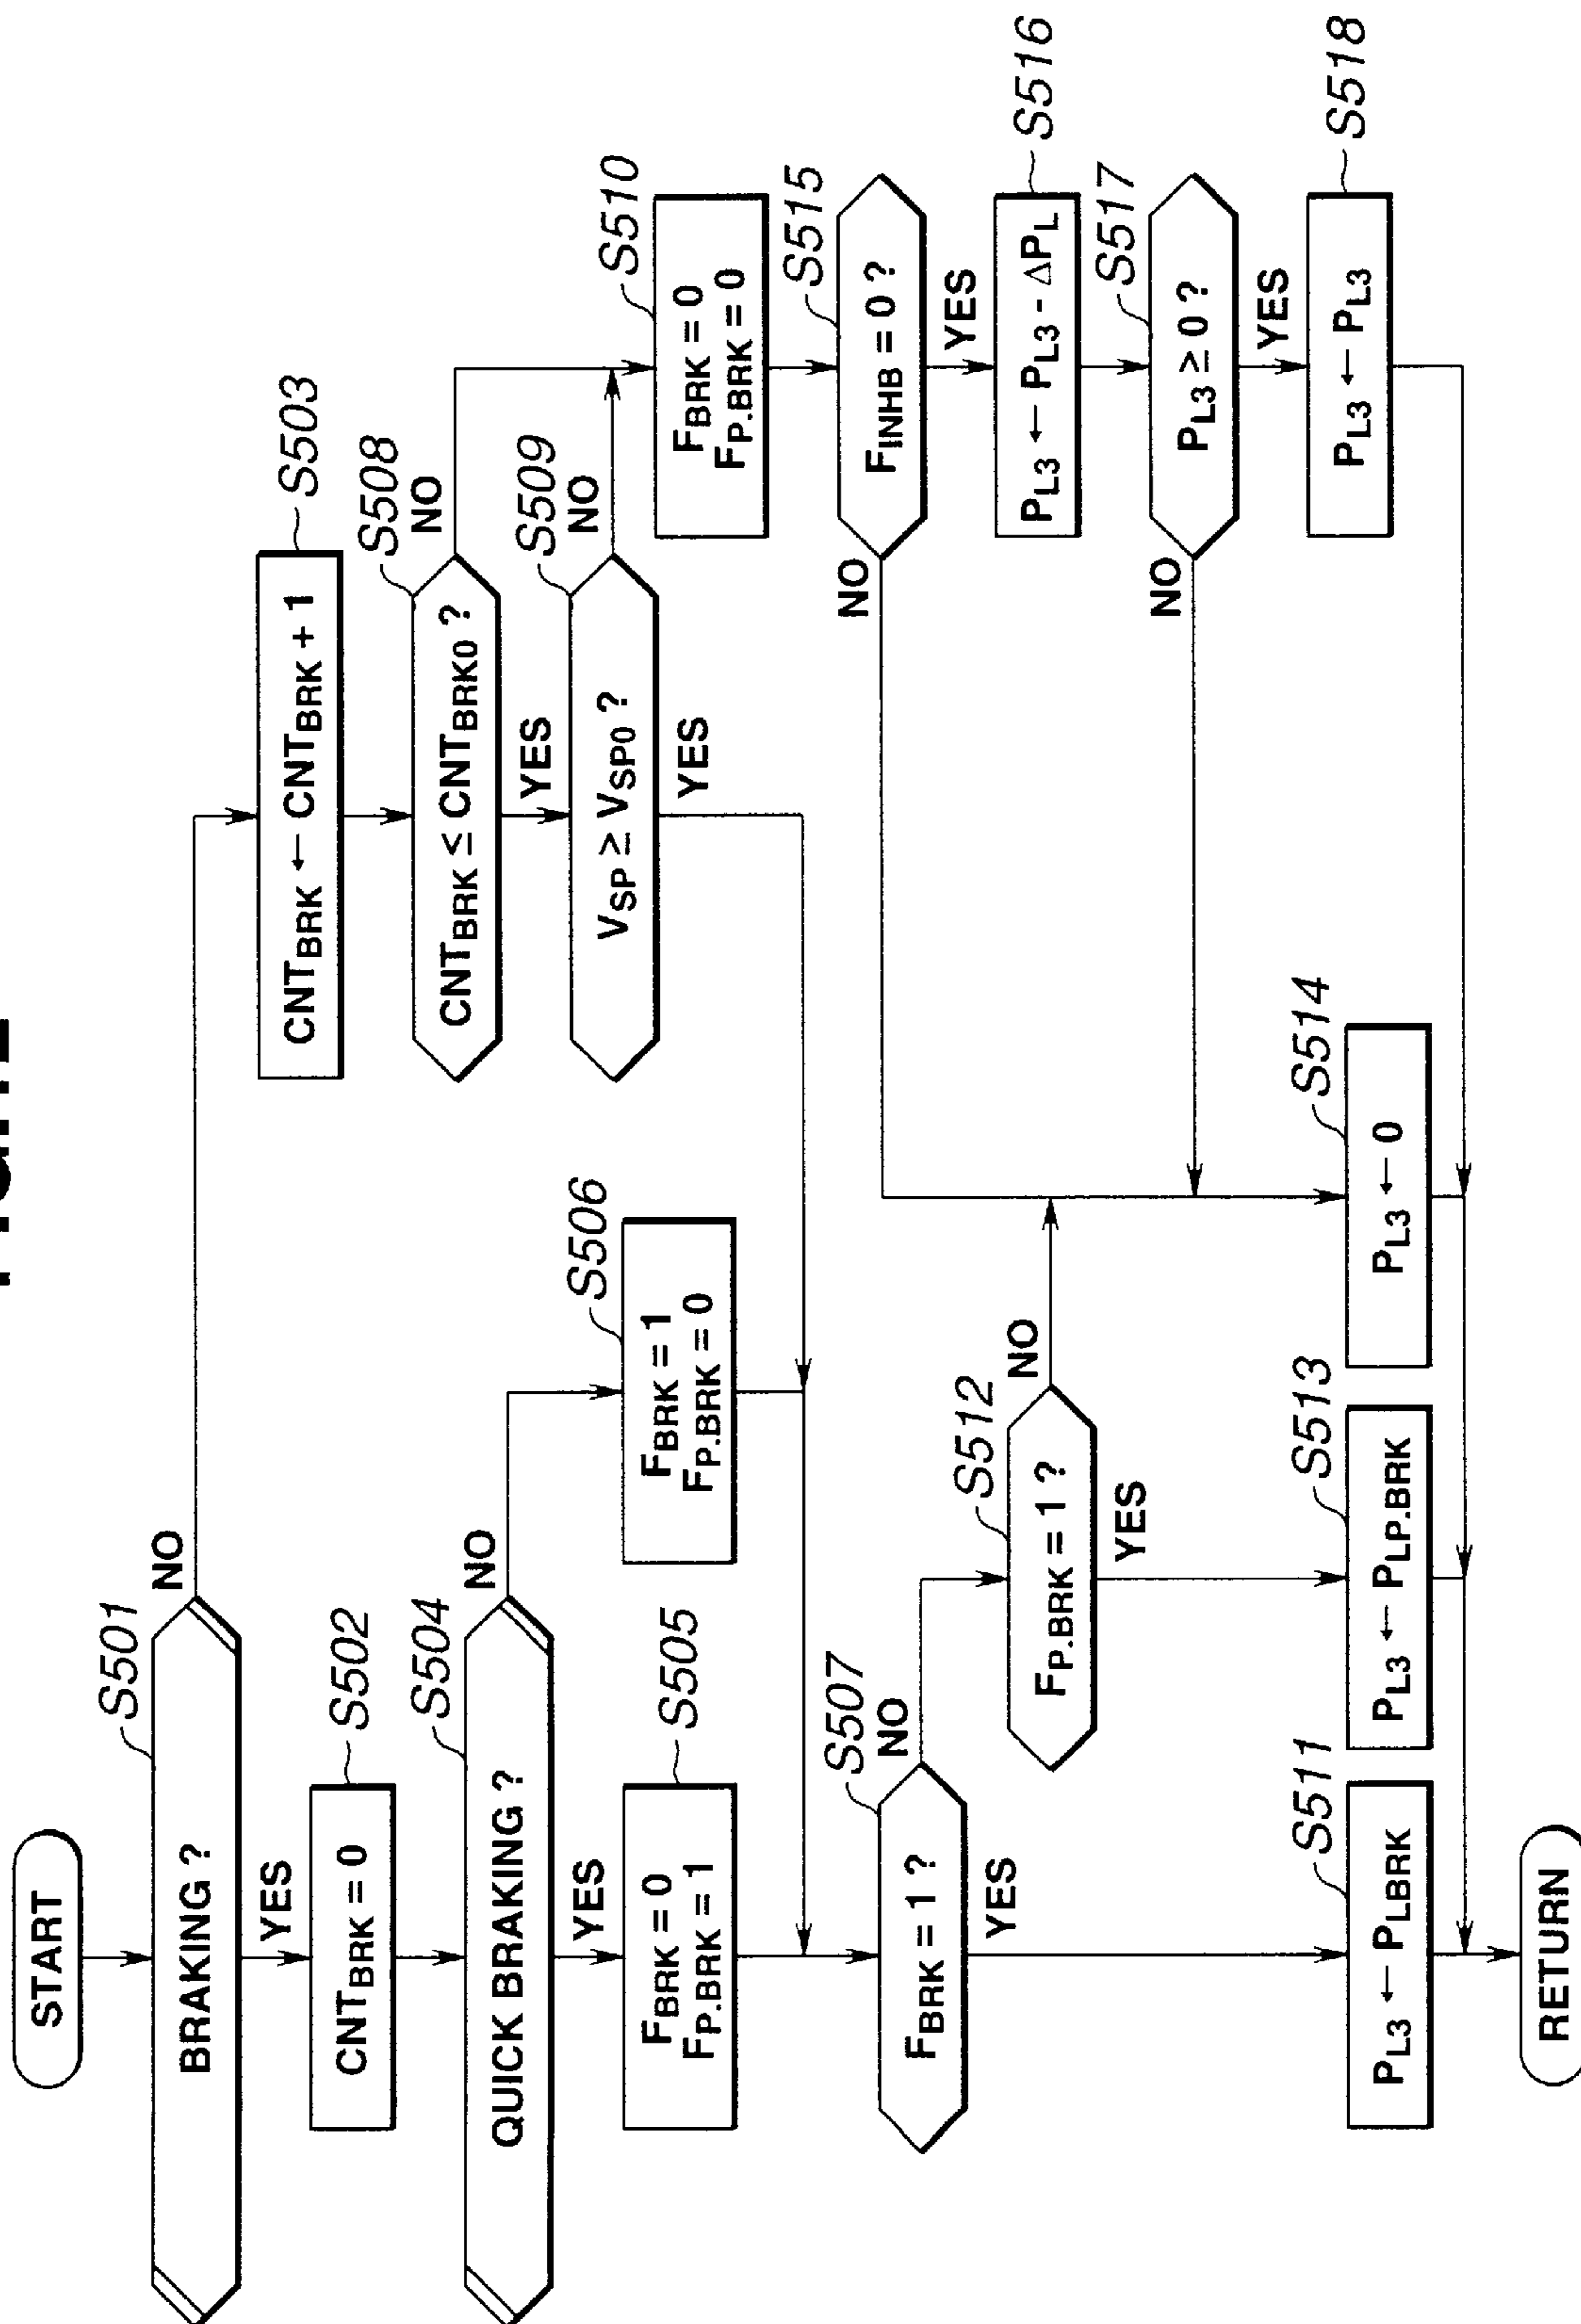 START
S501
BRAKING ?
NO
YES
S502
CNTBRK = 0
S503
CNTBRK ← CNTBRK + 1
S504
QUICK BRAKING ?
NO
YES
S508
CNTBRK ≤ CNTBRK0 ?
NO
YES
S505
FBRK = 0
FP.BRK = 1
S506
FBRK = 1
FP.BRK = 0
S509
VSP ≥ VSP0 ?
NO
YES
S510
FBRK = 0
FP.BRK = 0
S507
FBRK = 1 ?
NO
YES
S515
FINHB = 0 ?
NO
YES
S512
FP.BRK = 1 ?
NO
YES
S516
PL3 ← PL3 - ΔPL
S517
PL3 ≥ 0 ?
NO
YES
S511
PL3 ← PLBRK
S513
PL3 ← PLP.BRK
S514
PL3 ← 0
S518
PL3 ← PL3
RETURN